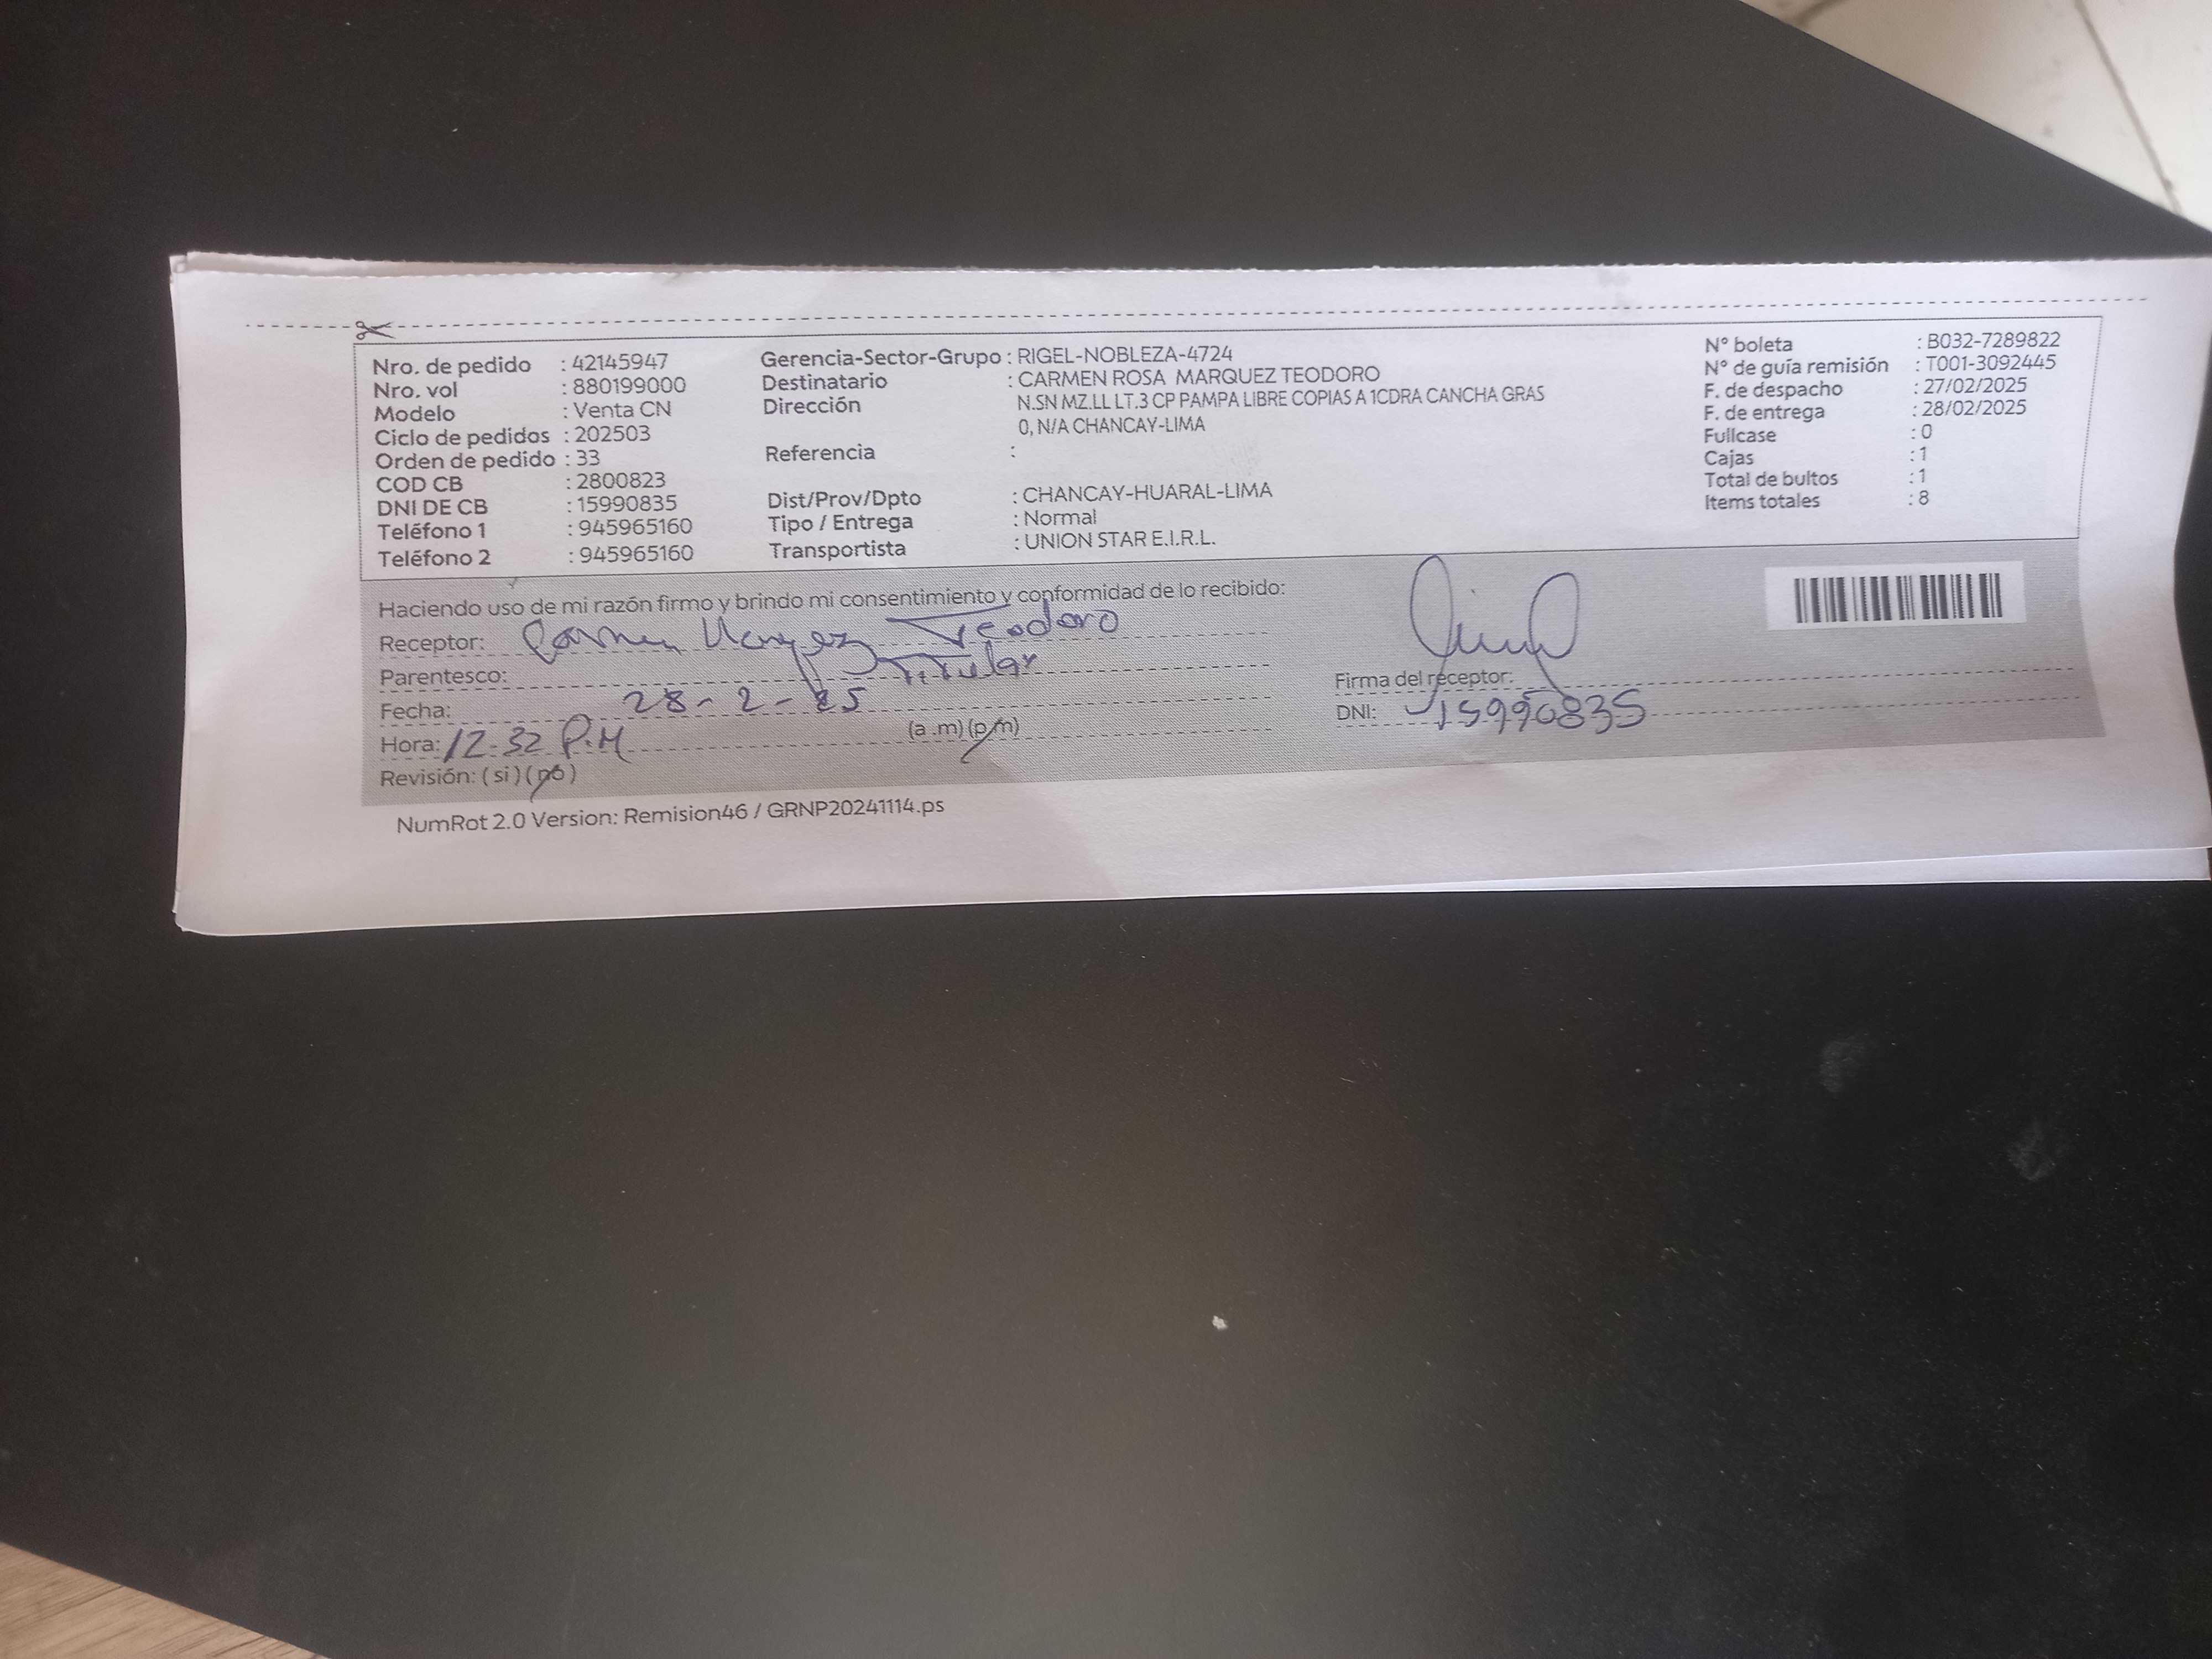 Nro. de pedido : 42145947
Nro. vol : 880199000
Modelo : Venta CN
Ciclo de pedidos : 202503
Orden de pedido : 33
COD CB : 2800823
DNI DE CB : 15990835
Teléfono 1 : 945965160
Teléfono 2 : 945965160
Gerencia-Sector-Grupo : RIGEL-NOBLEZA-4724
Destinatario : CARMEN ROSA MARQUEZ TEODORO
Dirección N.SN MZ.LL LT.3 CP PAMPA LIBRE COPIAS A 1CDRA CANCHA GRAS
0, N/A CHANCAY-LIMA
Referencia :
Dist/Prov/Dpto : CHANCAY-HUARAL-LIMA
Tipo / Entrega : Normal
Transportista : UNION STAR E.I.R.L.
N° boleta : B032-7289822
N° de guía remisión : T001-3092445
F. de despacho : 27/02/2025
F. de entrega : 28/02/2025
Fullcase : 0
Cajas : 1
Total de bultos : 1
Items totales : 8
Haciendo uso de mi razón firmo y brindo mi consentimiento y conformidad de lo recibido:
Receptor: Carmen Marquez Teodoro
Parentesco: Titular
Fecha: 28-2-25
Hora: 12-32 P.M (a .m) (p/m)
Revisión: ( si ) ( no )
Firma del receptor:
DNI: 15990835
NumRot 2.0 Version: Remision46 / GRNP20241114.ps